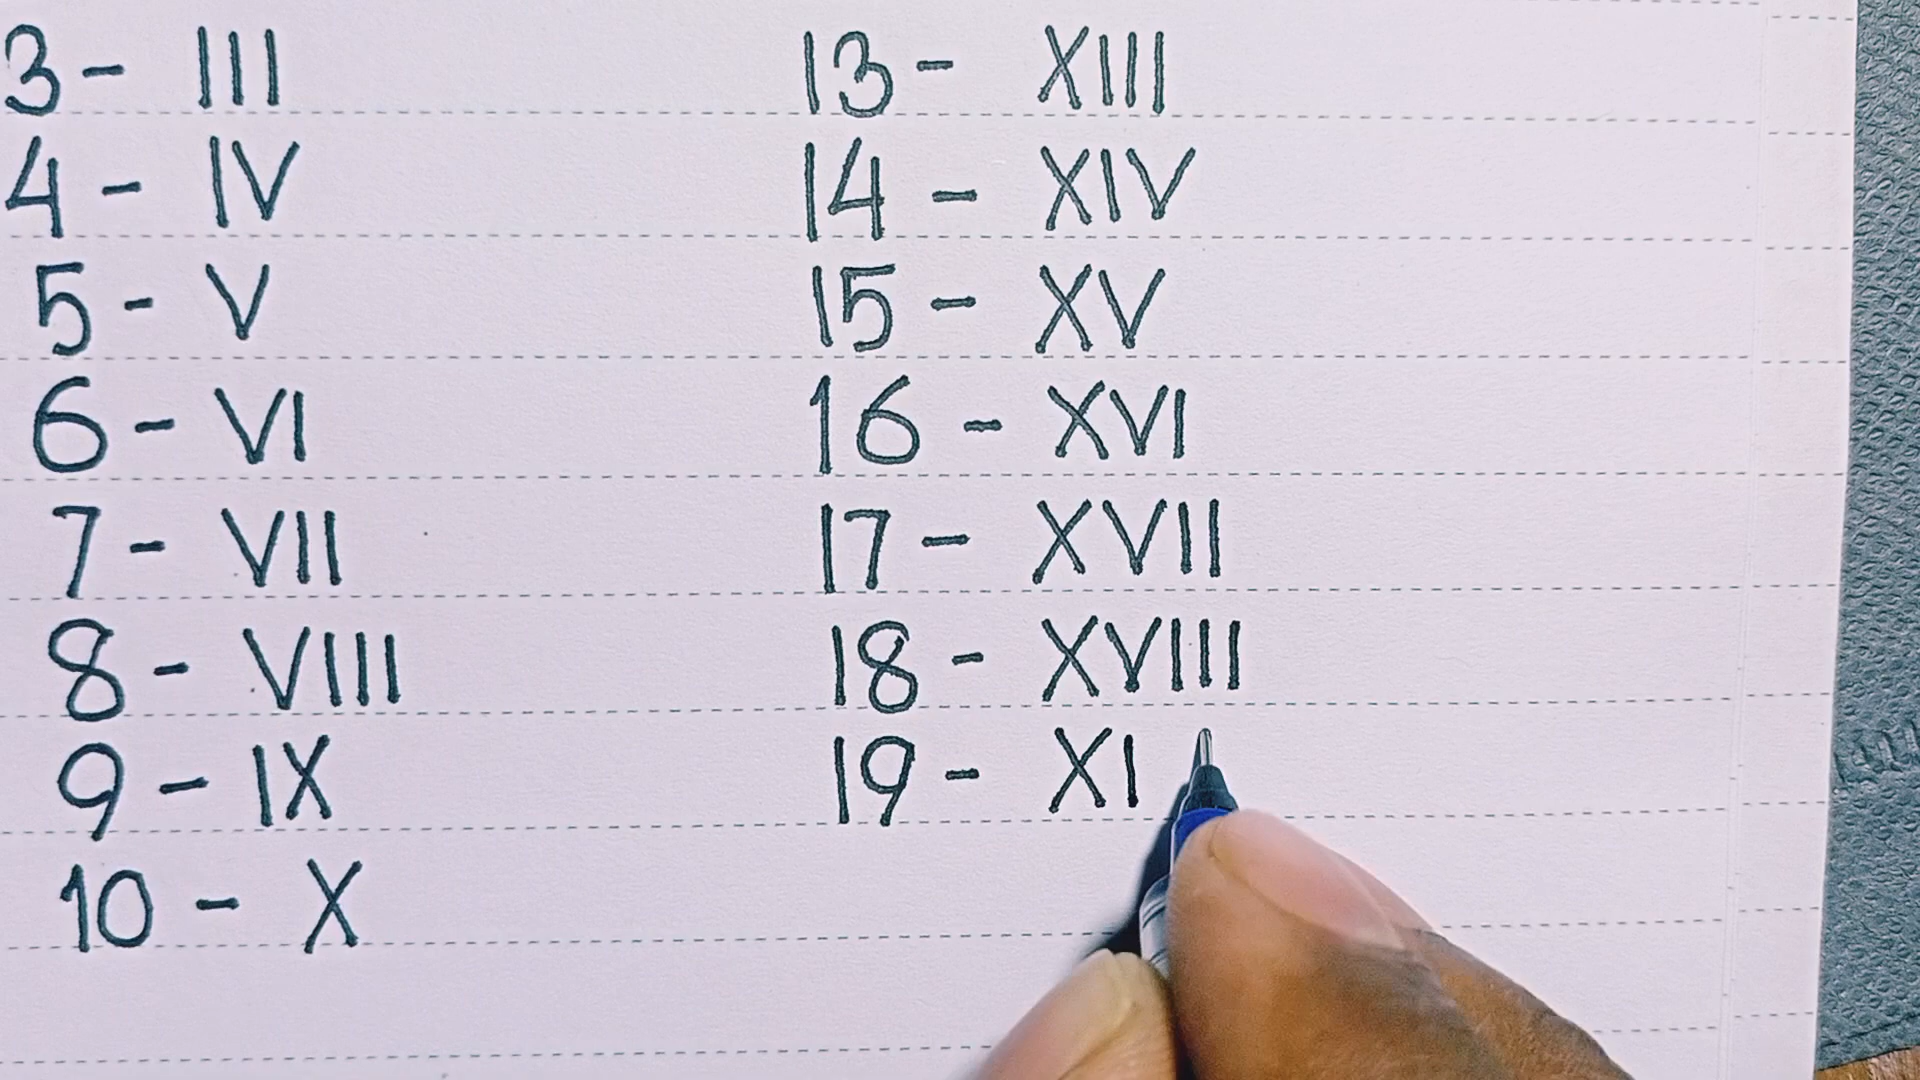 3 - III
4 - IV
5 - V
6 - VI
7 - VII
8 - VIII
9 - IX
10 - X
13 - XIII
14 - XIV
15 - XV
16 - XVI
17 - XVII
18 - XVIII
19 - XI